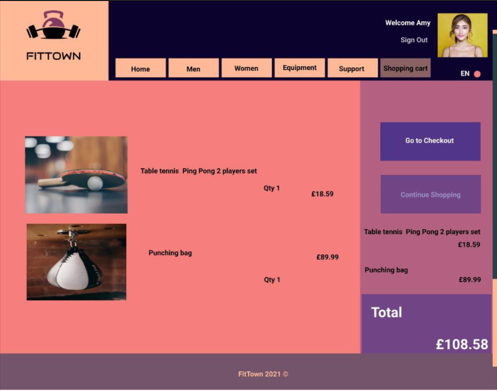 FITTOWN
Welcome Amy
Sign Out
Home
Men
Women
Equipment
Support
Shopping cart
EN
Table tennis Ping Pong 2 players set
Qty 1
£18.59
Punching bag
£89.99
Qty 1
Go to Checkout
Continue Shopping
Table tennis Ping Pong 2 players set
£18.59
Punching bag
£89.99
Total
£108.58
FitTown 2021 ©